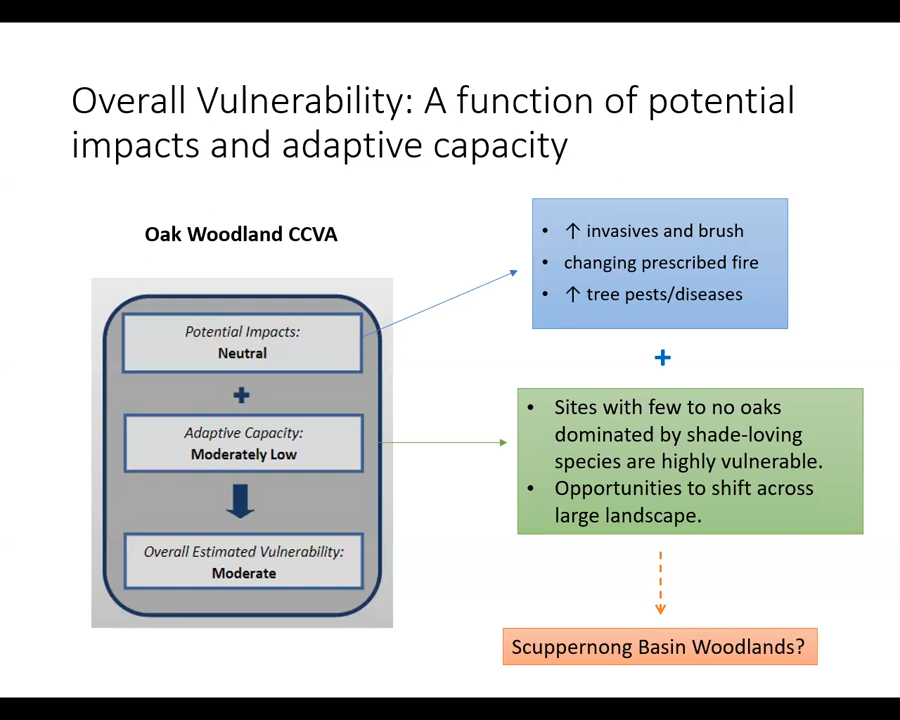 Overall Vulnerability: A function of potential
impacts and adaptive capacity
Oak Woodland CCVA
Potential Impacts:
Neutral
+
Adaptive Capacity:
Moderately Low
Overall Estimated Vulnerability:
Moderate
• ↑ invasives and brush
• changing prescribed fire
• ↑ tree pests/diseases
+
• Sites with few to no oaks
dominated by shade-loving
species are highly vulnerable.
• Opportunities to shift across
large landscape.
Scuppernong Basin Woodlands?